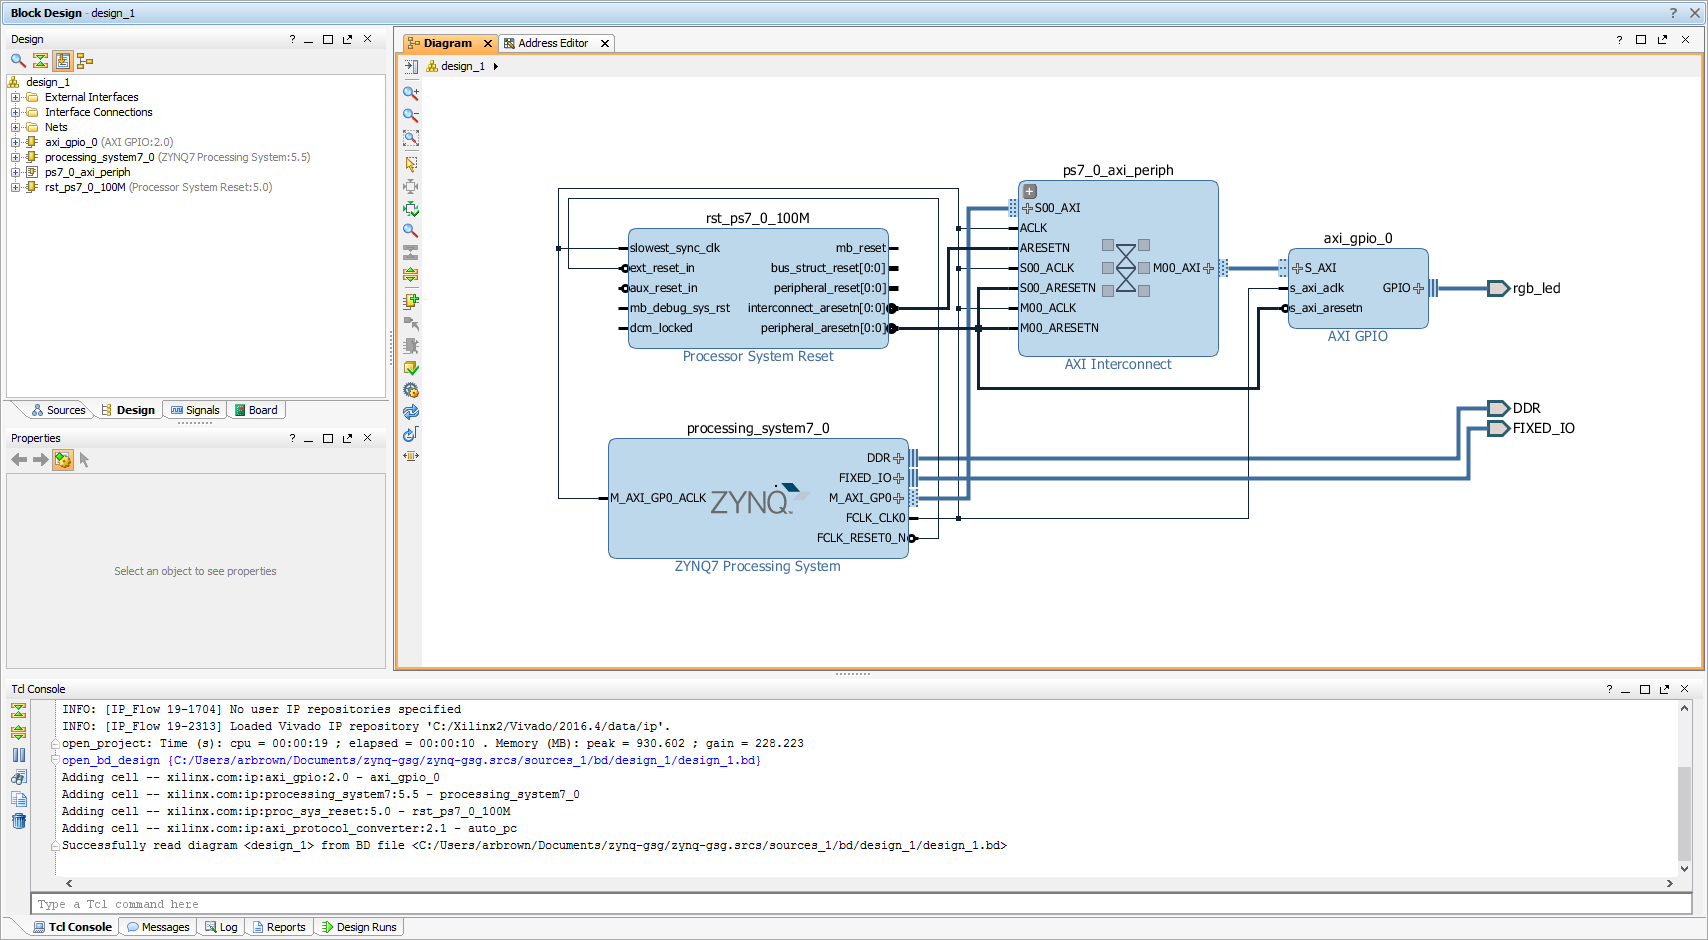 Block Design - design_1
Design
design_1
External Interfaces
Interface Connections
Nets
axi_gpio_0 (AXI GPIO:2.0)
processing_system7_0 (ZYNQ7 Processing System:5.5)
ps7_0_axi_periph
rst_ps7_0_100M (Processor System Reset:5.0)
Sources
Design
Signals
Board
Properties
Select an object to see properties
Diagram
Address Editor
design_1
rst_ps7_0_100M
slowest_sync_clk
ext_reset_in
aux_reset_in
mb_debug_sys_rst
dcm_locked
mb_reset
bus_struct_reset[0:0]
peripheral_reset[0:0]
interconnect_aresetn[0:0]
peripheral_aresetn[0:0]
Processor System Reset
processing_system7_0
M_AXI_GP0_ACLK
ZYNQ
DDR
FIXED_IO
M_AXI_GP0
FCLK_CLK0
FCLK_RESET0_N
ZYNQ7 Processing System
ps7_0_axi_periph
S00_AXI
ACLK
ARESETN
S00_ACLK
S00_ARESETN
M00_ACLK
M00_ARESETN
M00_AXI
AXI Interconnect
axi_gpio_0
S_AXI
s_axi_aclk
s_axi_aresetn
GPIO
AXI GPIO
rgb_led
DDR
FIXED_IO
Tcl Console
INFO: [IP_Flow 19-1704] No user IP repositories specified
INFO: [IP_Flow 19-2313] Loaded Vivado IP repository 'C:/Xilinx2/Vivado/2016.4/data/ip'.
open_project: Time (s): cpu = 00:00:19 ; elapsed = 00:00:10 . Memory (MB): peak = 930.602 ; gain = 228.223
open_bd_design {C:/Users/arbrown/Documents/zynq-gsg/zynq-gsg.srcs/sources_1/bd/design_1/design_1.bd}
Adding cell -- xilinx.com:ip:axi_gpio:2.0 - axi_gpio_0
Adding cell -- xilinx.com:ip:processing_system7:5.5 - processing_system7_0
Adding cell -- xilinx.com:ip:proc_sys_reset:5.0 - rst_ps7_0_100M
Adding cell -- xilinx.com:ip:axi_protocol_converter:2.1 - auto_pc
Successfully read diagram <design_1> from BD file <C:/Users/arbrown/Documents/zynq-gsg/zynq-gsg.srcs/sources_1/bd/design_1/design_1.bd>
Type a Tcl command here
Tcl Console
Messages
Log
Reports
Design Runs